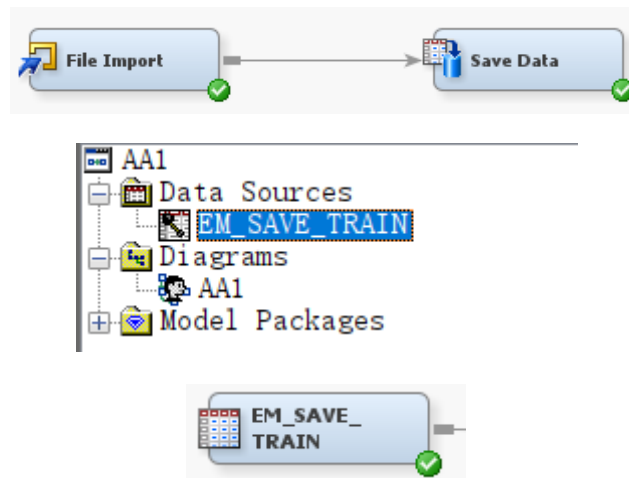 File Import
Save Data
AA1
Data Sources
EM_SAVE_TRAIN
Diagrams
AA1
Model Packages
EM_SAVE_
TRAIN